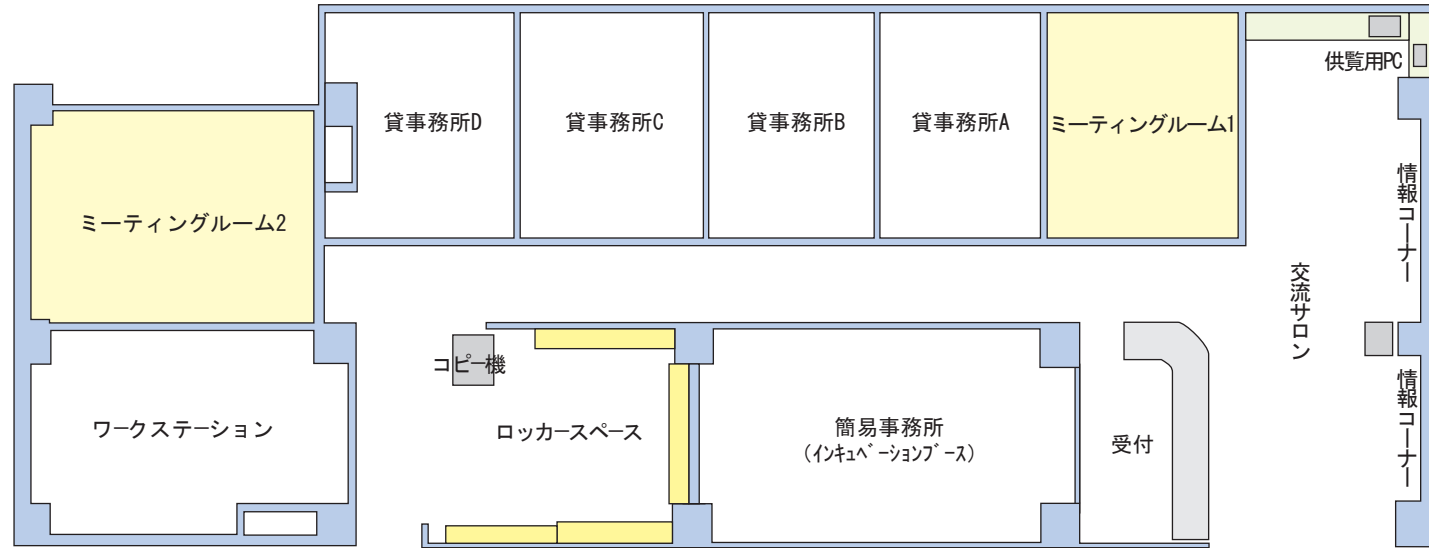 供覧用PC
貸事務所D
貸事務所C
貸事務所B
貸事務所A
ミーティングルーム1
情報コーナー
ミーティングルーム2
交流サロン
コピー機
情報コーナー
ワークステーション
ロッカースペース
簡易事務所
(インキュベーションブース)
受付